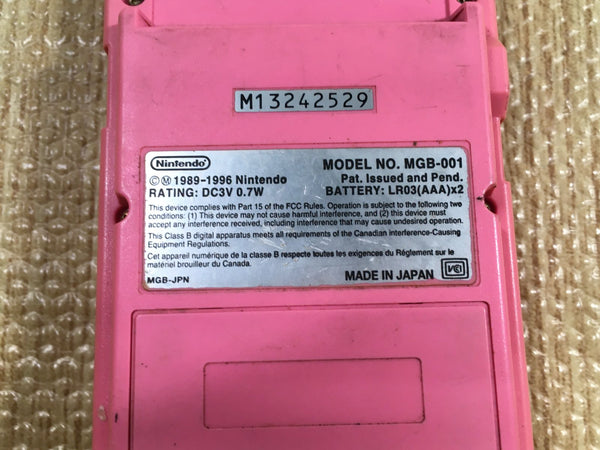 M13242529
Nintendo
©Ⓜ 1989-1996 Nintendo
RATING: DC3V 0.7W
MODEL NO. MGB-001
Pat. Issued and Pend.
BATTERY: LR03(AAA)x2
This device complies with Part 15 of the FCC Rules. Operation is subject to the following two
conditions: (1) This device may not cause harmful interference, and (2) this device must
accept any interference received, including interference that may cause undesired operation.
This Class B digital apparatus meets all requirements of the Canadian Interference-Causing
Equipment Regulations.
Cet appareil numérique de la classe B respecte toutes les exigences du Réglement sur le
matériel brouilleur du Canada.
MGB-JPN
MADE IN JAPAN